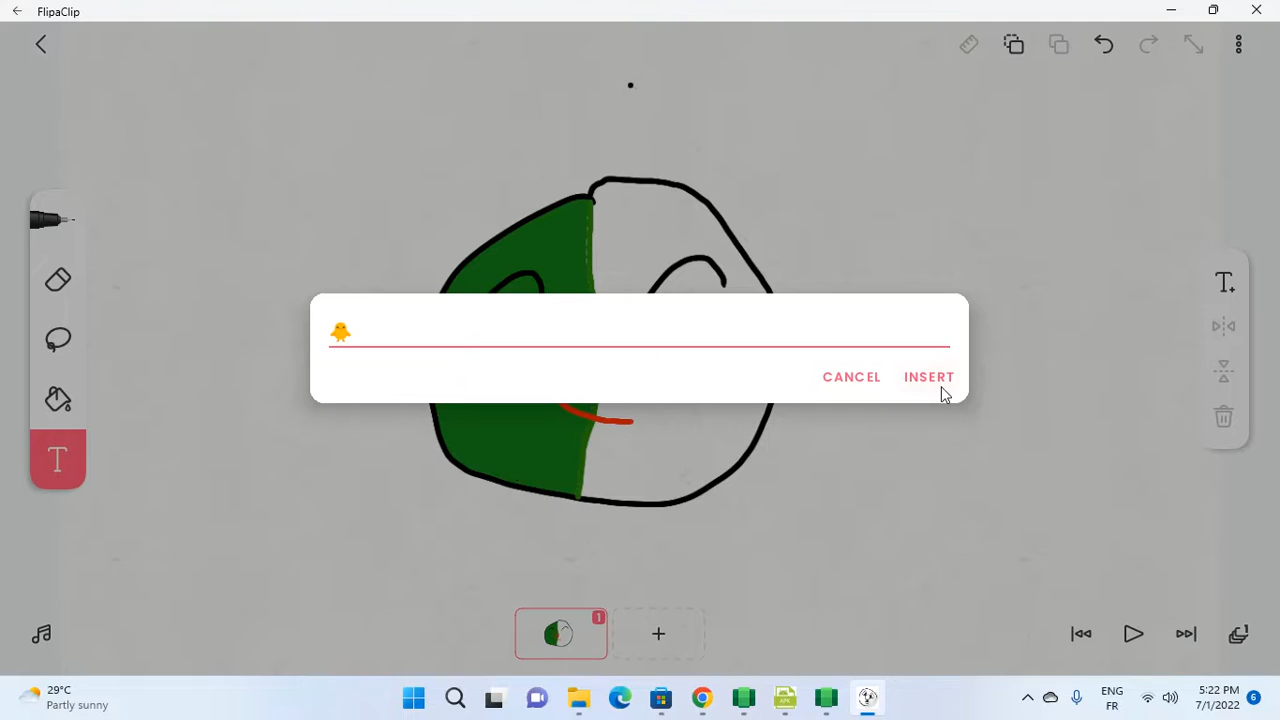 FlipaClip
🐥
CANCEL INSERT
1
29°C
Partly sunny
ENG
FR
5:22 PM
7/1/2022
6